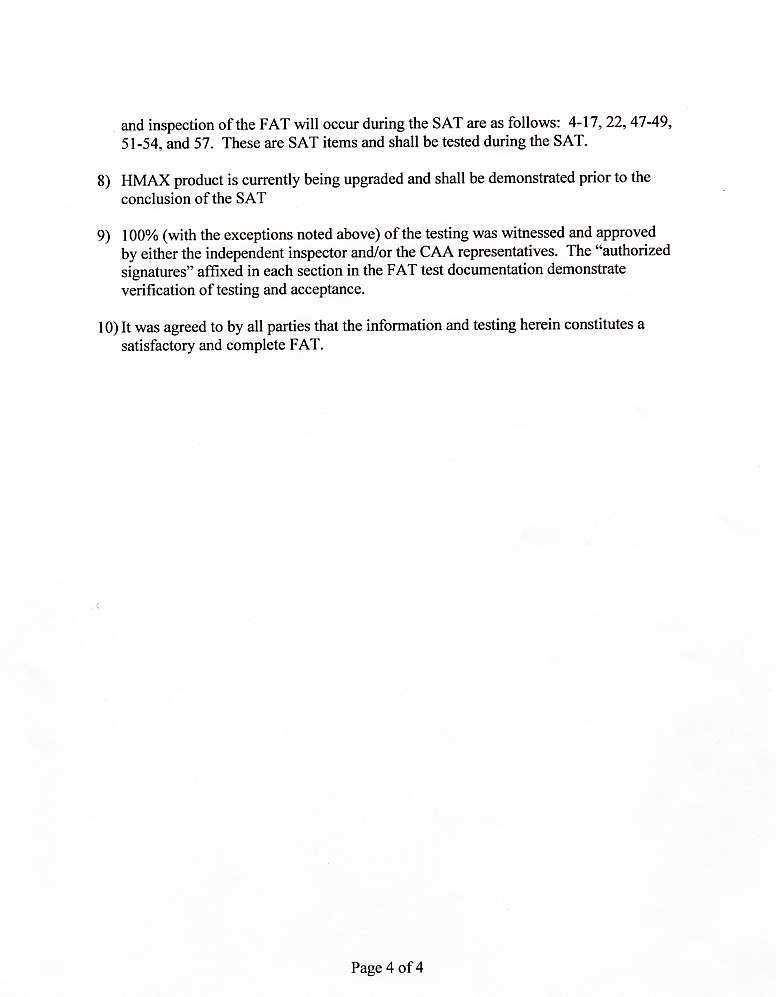 and inspection of the FAT will occur during the SAT are as follows:  4-17, 22, 47-49,
51-54, and 57.  These are SAT items and shall be tested during the SAT.
8)  HMAX product is currently being upgraded and shall be demonstrated prior to the
conclusion of the SAT
9)  100% (with the exceptions noted above) of the testing was witnessed and approved
by either the independent inspector and/or the CAA representatives.  The “authorized
signatures” affixed in each section in the FAT test documentation demonstrate
verification of testing and acceptance.
10) It was agreed to by all parties that the information and testing herein constitutes a
satisfactory and complete FAT.
Page 4 of 4